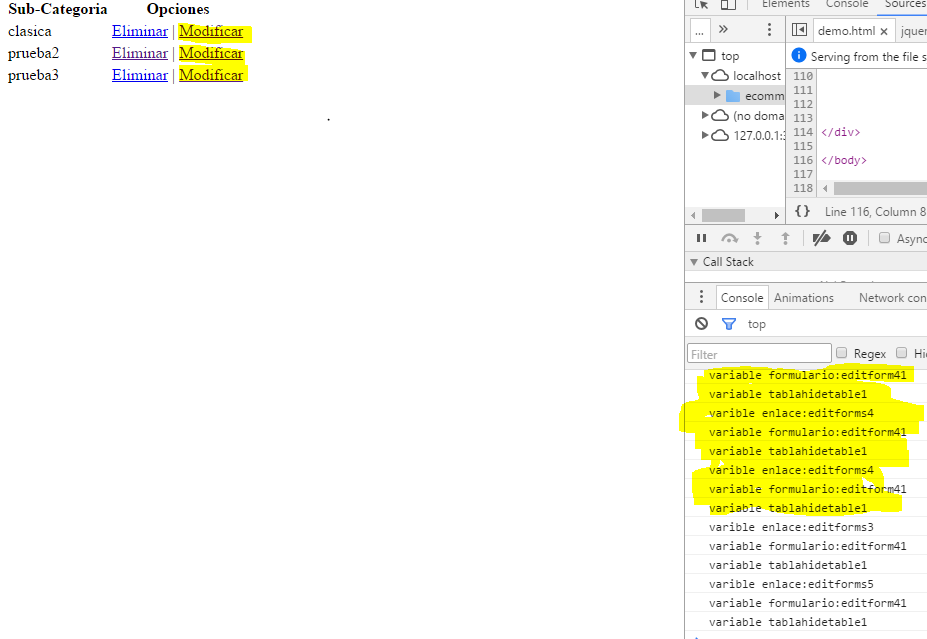 Sub-Categoria Opciones
clasica Eliminar | Modificar
prueba2 Eliminar | Modificar
prueba3 Eliminar | Modificar
Elements Console Sources
... » demo.html × jquer
top
Serving from the file s
localhost
ecomm
(no doma
127.0.0.1:3
110
111
112
113
114 </div>
115
116 </body>
117
118
{} Line 116, Column 8
Async
Call Stack
Console Animations Network con
top
Filter Regex Hi
variable formulario:editform41
variable tablahidetable1
varible enlace:editforms4
variable formulario:editform41
variable tablahidetable1
varible enlace:editforms4
variable formulario:editform41
variable tablahidetable1
varible enlace:editforms3
variable formulario:editform41
variable tablahidetable1
varible enlace:editforms5
variable formulario:editform41
variable tablahidetable1